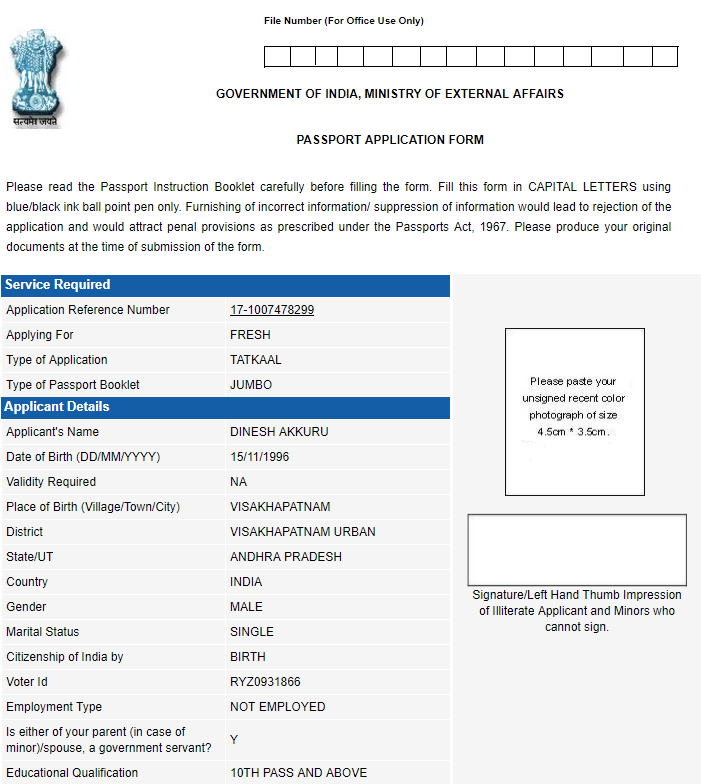 File Number (For Office Use Only)
सत्यमेव जयते
GOVERNMENT OF INDIA, MINISTRY OF EXTERNAL AFFAIRS
PASSPORT APPLICATION FORM
Please read the Passport Instruction Booklet carefully before filling the form. Fill this form in CAPITAL LETTERS using
blue/black ink ball point pen only. Furnishing of incorrect information/ suppression of information would lead to rejection of the
application and would attract penal provisions as prescribed under the Passports Act, 1967. Please produce your original
documents at the time of submission of the form.
Service Required
Application Reference Number 17-1007478299
Applying For FRESH
Type of Application TATKAAL
Type of Passport Booklet JUMBO
Applicant Details
Applicant's Name DINESH AKKURU
Date of Birth (DD/MM/YYYY) 15/11/1996
Validity Required NA
Place of Birth (Village/Town/City) VISAKHAPATNAM
District VISAKHAPATNAM URBAN
State/UT ANDHRA PRADESH
Country INDIA
Gender MALE
Marital Status SINGLE
Citizenship of India by BIRTH
Voter Id RYZ0931866
Employment Type NOT EMPLOYED
Is either of your parent (in case of
minor)/spouse, a government servant? Y
Educational Qualification 10TH PASS AND ABOVE
Please paste your
unsigned recent color
photograph of size
4.5cm * 3.5cm.
Signature/Left Hand Thumb Impression
of Illiterate Applicant and Minors who
cannot sign.